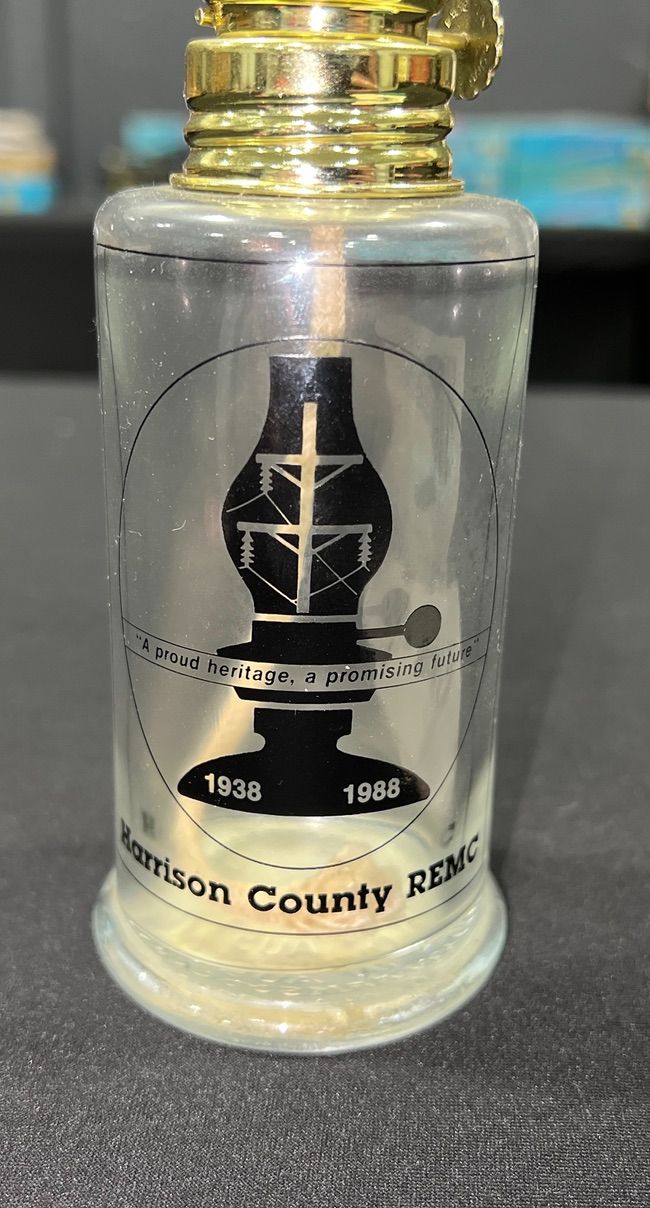 "A proud heritage, a promising future"
1938 1988
Harrison County REMC